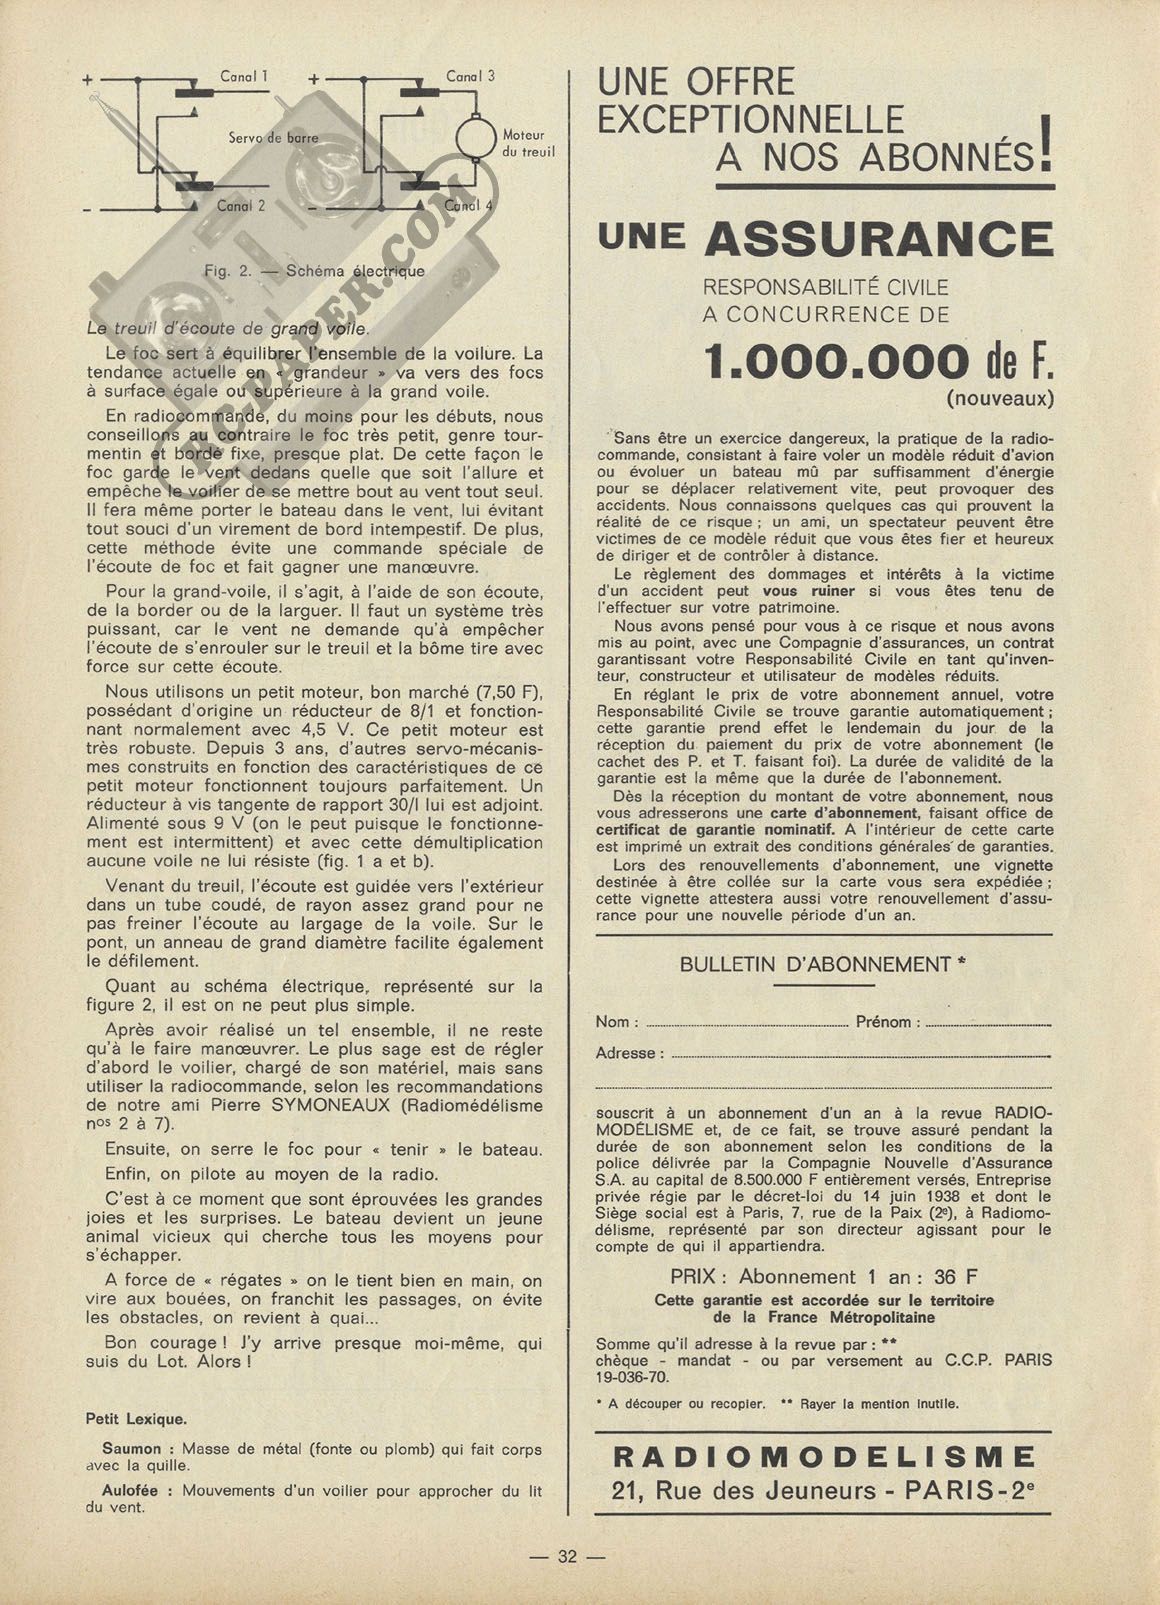 +
Canal 1
+
Canal 3
Servo de barre
Moteur
du treuil
-
Canal 2
-
Canal 4
Fig. 2. — Schéma électrique
RC-PAPER.COM
Le treuil d'écoute de grand voile.
Le foc sert à équilibrer l'ensemble de la voilure. La
tendance actuelle en « grandeur » va vers des focs
à surface égale ou supérieure à la grand voile.
En radiocommande, du moins pour les débuts, nous
conseillons au contraire le foc très petit, genre tour-
mentin et bordé fixe, presque plat. De cette façon le
foc garde le vent dedans quelle que soit l'allure et
empêche le voilier de se mettre bout au vent tout seul.
Il fera même porter le bateau dans le vent, lui évitant
tout souci d'un virement de bord intempestif. De plus,
cette méthode évite une commande spéciale de
l'écoute de foc et fait gagner une manœuvre.
Pour la grand-voile, il s'agit, à l'aide de son écoute,
de la border ou de la larguer. Il faut un système très
puissant, car le vent ne demande qu'à empêcher
l'écoute de s'enrouler sur le treuil et la bôme tire avec
force sur cette écoute.
Nous utilisons un petit moteur, bon marché (7,50 F),
possédant d'origine un réducteur de 8/1 et fonction-
nant normalement avec 4,5 V. Ce petit moteur est
très robuste. Depuis 3 ans, d'autres servo-mécanis-
mes construits en fonction des caractéristiques de ce
petit moteur fonctionnent toujours parfaitement. Un
réducteur à vis tangente de rapport 30/l lui est adjoint.
Alimenté sous 9 V (on le peut puisque le fonctionne-
ment est intermittent) et avec cette démultiplication
aucune voile ne lui résiste (fig. 1 a et b).
Venant du treuil, l'écoute est guidée vers l'extérieur
dans un tube coudé, de rayon assez grand pour ne
pas freiner l'écoute au largage de la voile. Sur le
pont, un anneau de grand diamètre facilite également
le défilement.
Quant au schéma électrique, représenté sur la
figure 2, il est on ne peut plus simple.
Après avoir réalisé un tel ensemble, il ne reste
qu'à le faire manœuvrer. Le plus sage est de régler
d'abord le voilier, chargé de son matériel, mais sans
utiliser la radiocommande, selon les recommandations
de notre ami Pierre SYMONEAUX (Radiomédélisme
nos 2 à 7).
Ensuite, on serre le foc pour « tenir » le bateau.
Enfin, on pilote au moyen de la radio.
C'est à ce moment que sont éprouvées les grandes
joies et les surprises. Le bateau devient un jeune
animal vicieux qui cherche tous les moyens pour
s'échapper.
A force de « régates » on le tient bien en main, on
vire aux bouées, on franchit les passages, on évite
les obstacles, on revient à quai...
Bon courage ! J'y arrive presque moi-même, qui
suis du Lot. Alors !
Petit Lexique.
Saumon : Masse de métal (fonte ou plomb) qui fait corps
avec la quille.
Aulofée : Mouvements d'un voilier pour approcher du lit
du vent.
UNE OFFRE
EXCEPTIONNELLE
A NOS ABONNÉS!
UNE ASSURANCE
RESPONSABILITÉ CIVILE
A CONCURRENCE DE
1.000.000 de F.
(nouveaux)
Sans être un exercice dangereux, la pratique de la radio-
commande, consistant à faire voler un modèle réduit d'avion
ou évoluer un bateau mû par suffisamment d'énergie
pour se déplacer relativement vite, peut provoquer des
accidents. Nous connaissons quelques cas qui prouvent la
réalité de ce risque ; un ami, un spectateur peuvent être
victimes de ce modèle réduit que vous êtes fier et heureux
de diriger et de contrôler à distance.
Le règlement des dommages et intérêts à la victime
d'un accident peut vous ruiner si vous êtes tenu de
l'effectuer sur votre patrimoine.
Nous avons pensé pour vous à ce risque et nous avons
mis au point, avec une Compagnie d'assurances, un contrat
garantissant votre Responsabilité Civile en tant qu'inven-
teur, constructeur et utilisateur de modèles réduits.
En réglant le prix de votre abonnement annuel, votre
Responsabilité Civile se trouve garantie automatiquement ;
cette garantie prend effet le lendemain du jour de la
réception du paiement du prix de votre abonnement (le
cachet des P. et T. faisant foi). La durée de validité de la
garantie est la même que la durée de l'abonnement.
Dès la réception du montant de votre abonnement, nous
vous adresserons une carte d'abonnement, faisant office de
certificat de garantie nominatif. A l'intérieur de cette carte
est imprimé un extrait des conditions générales de garanties.
Lors des renouvellements d'abonnement, une vignette
destinée à être collée sur la carte vous sera expédiée ;
cette vignette attestera aussi votre renouvellement d'assu-
rance pour une nouvelle période d'un an.
BULLETIN D'ABONNEMENT *
Nom : Prénom :
Adresse :
souscrit à un abonnement d'un an à la revue RADIO-
MODÉLISME et, de ce fait, se trouve assuré pendant la
durée de son abonnement selon les conditions de la
police délivrée par la Compagnie Nouvelle d'Assurance
S.A. au capital de 8.500.000 F entièrement versés, Entreprise
privée régie par le décret-loi du 14 juin 1938 et dont le
Siège social est à Paris, 7, rue de la Paix (2e), à Radiomo-
délisme, représenté par son directeur agissant pour le
compte de qui il appartiendra.
PRIX : Abonnement 1 an : 36 F
Cette garantie est accordée sur le territoire
de la France Métropolitaine
Somme qu'il adresse à la revue par : **
chèque - mandat - ou par versement au C.C.P. PARIS
19-036-70.
* A découper ou recopier. ** Rayer la mention inutile.
RADIOMODELISME
21, Rue des Jeuneurs - PARIS-2e
— 32 —